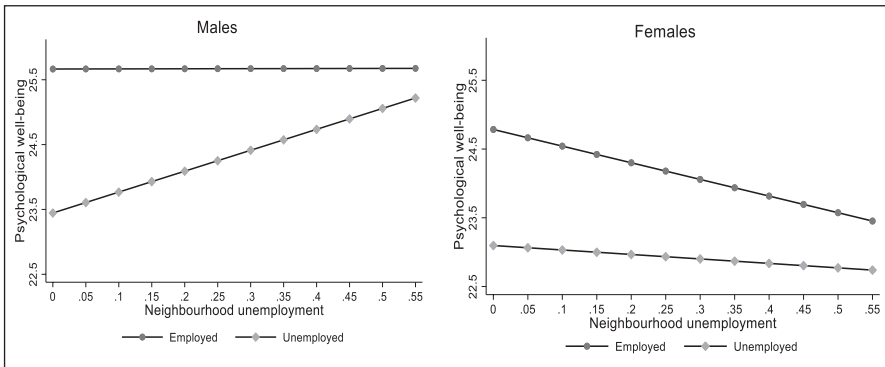 Males
Psychological well-being
25.5
24.5
23.5
22.5
0 .05 .1 .15 .2 .25 .3 .35 .4 .45 .5 .55
Neighbourhood unemployment
Employed Unemployed
Females
Psychological well-being
25.5
24.5
23.5
22.5
0 .05 .1 .15 .2 .25 .3 .35 .4 .45 .5 .55
Neighbourhood unemployment
Employed Unemployed